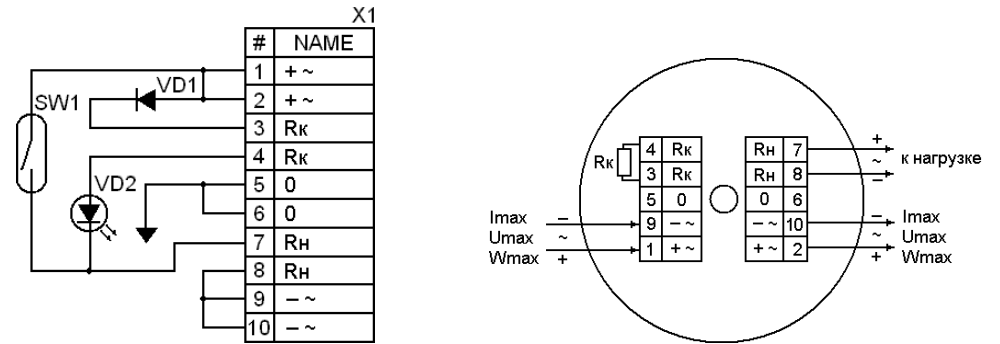 X1
# NAME
1 + ~
2 + ~
3 Rк
4 Rк
5 0
6 0
7 Rн
8 Rн
9 – ~
10 – ~
SW1
VD1
VD2
Rк
4 Rк
3 Rк
5 0
9 – ~
1 + ~
Rн 7
Rн 8
0 6
– ~ 10
+ ~ 2
+
~ к нагрузке
–
Imax –
Umax ~
Wmax +
– Imax
~ Umax
+ Wmax